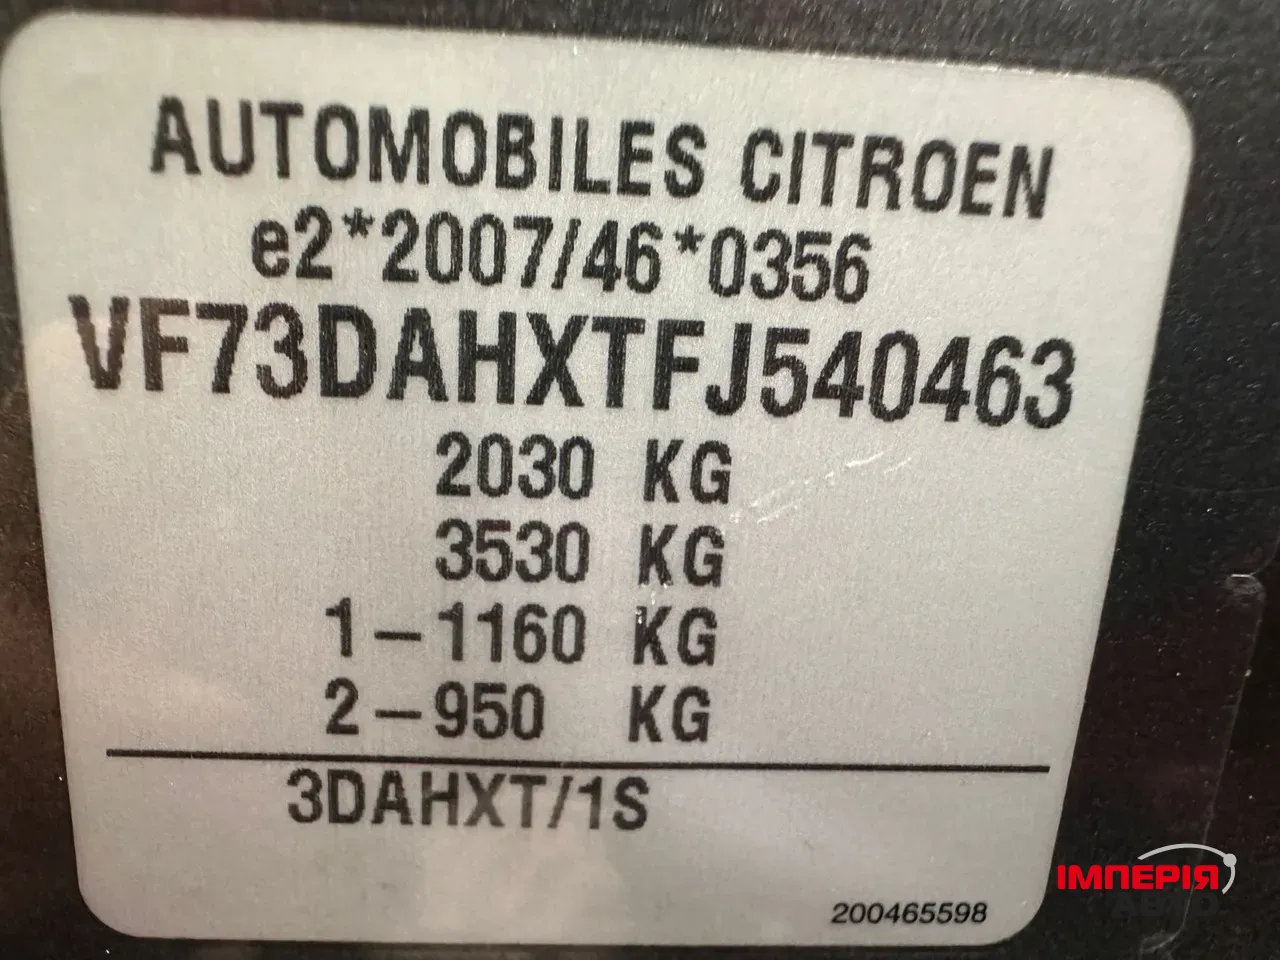 AUTOMOBILES CITROEN
e2*2007/46*0356
VF73DAHXTFJ540463
2030 KG
3530 KG
1-1160 KG
2-950 KG
3DAHXT/1S
200465598
ІМПЕРІЯ
АВТО